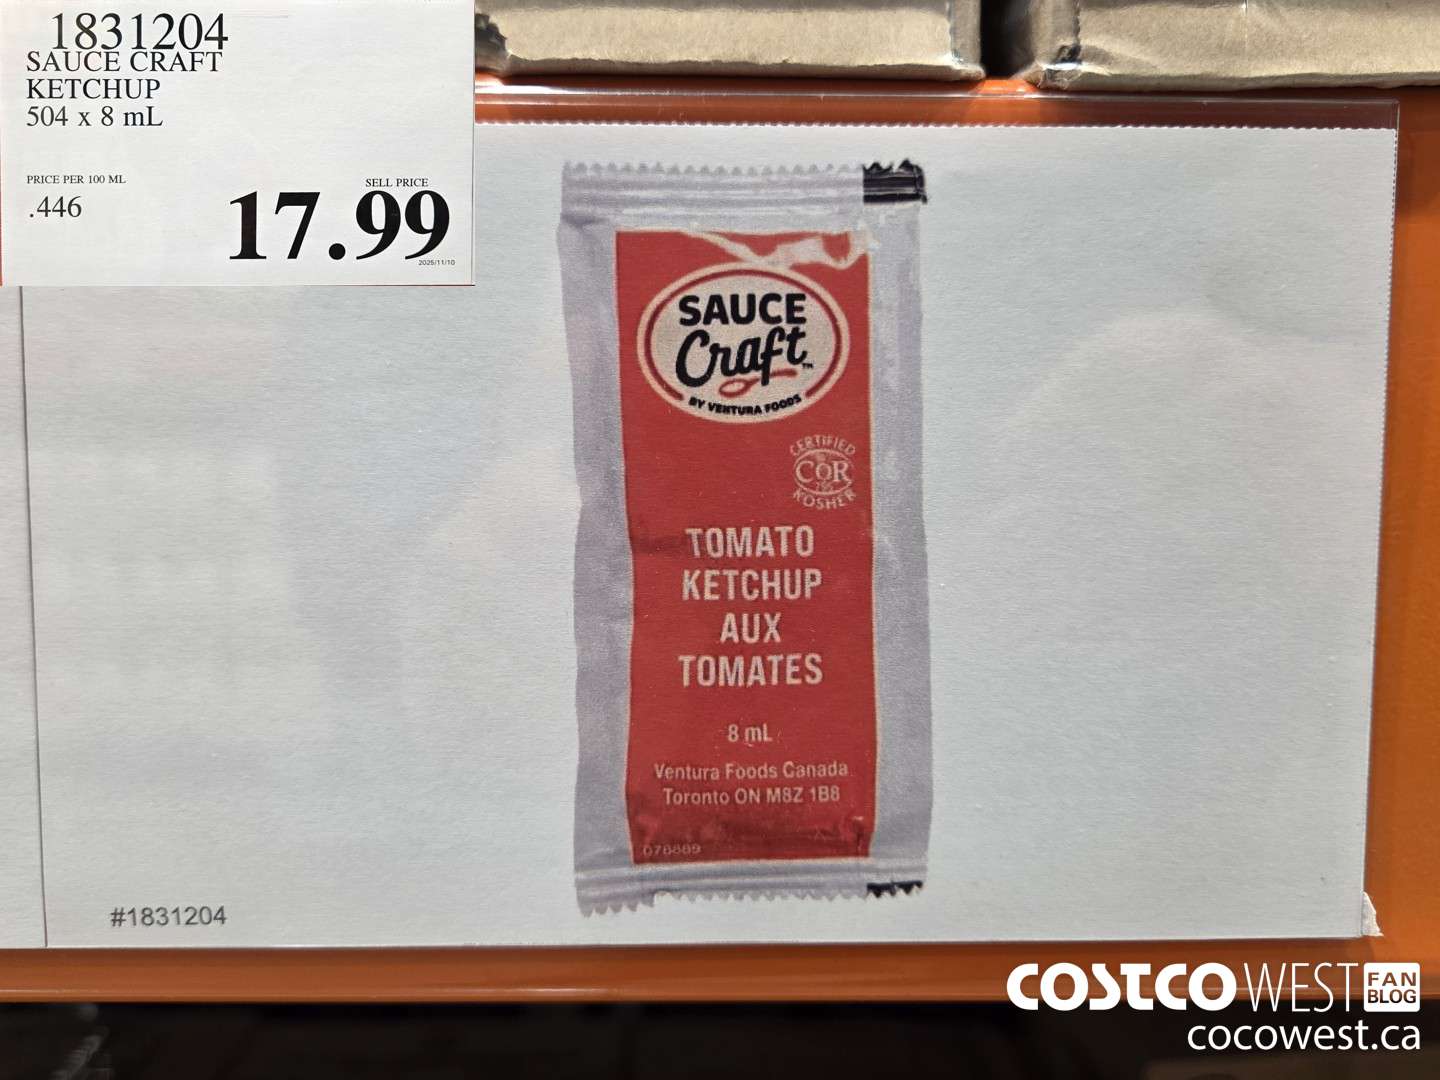 1831204
SAUCE CRAFT
KETCHUP
504 x 8 mL
PRICE PER 100 ML
.446
SELL PRICE
17.99
2025/11/10
SAUCE
Craft™
BY VENTURA FOODS
CERTIFIED
COR
KOSHER
TOMATO
KETCHUP
AUX
TOMATES
8 mL
Ventura Foods Canada
Toronto ON M8Z 1B8
#1831204
COSTCO WEST FAN
BLOG
cocowest.ca